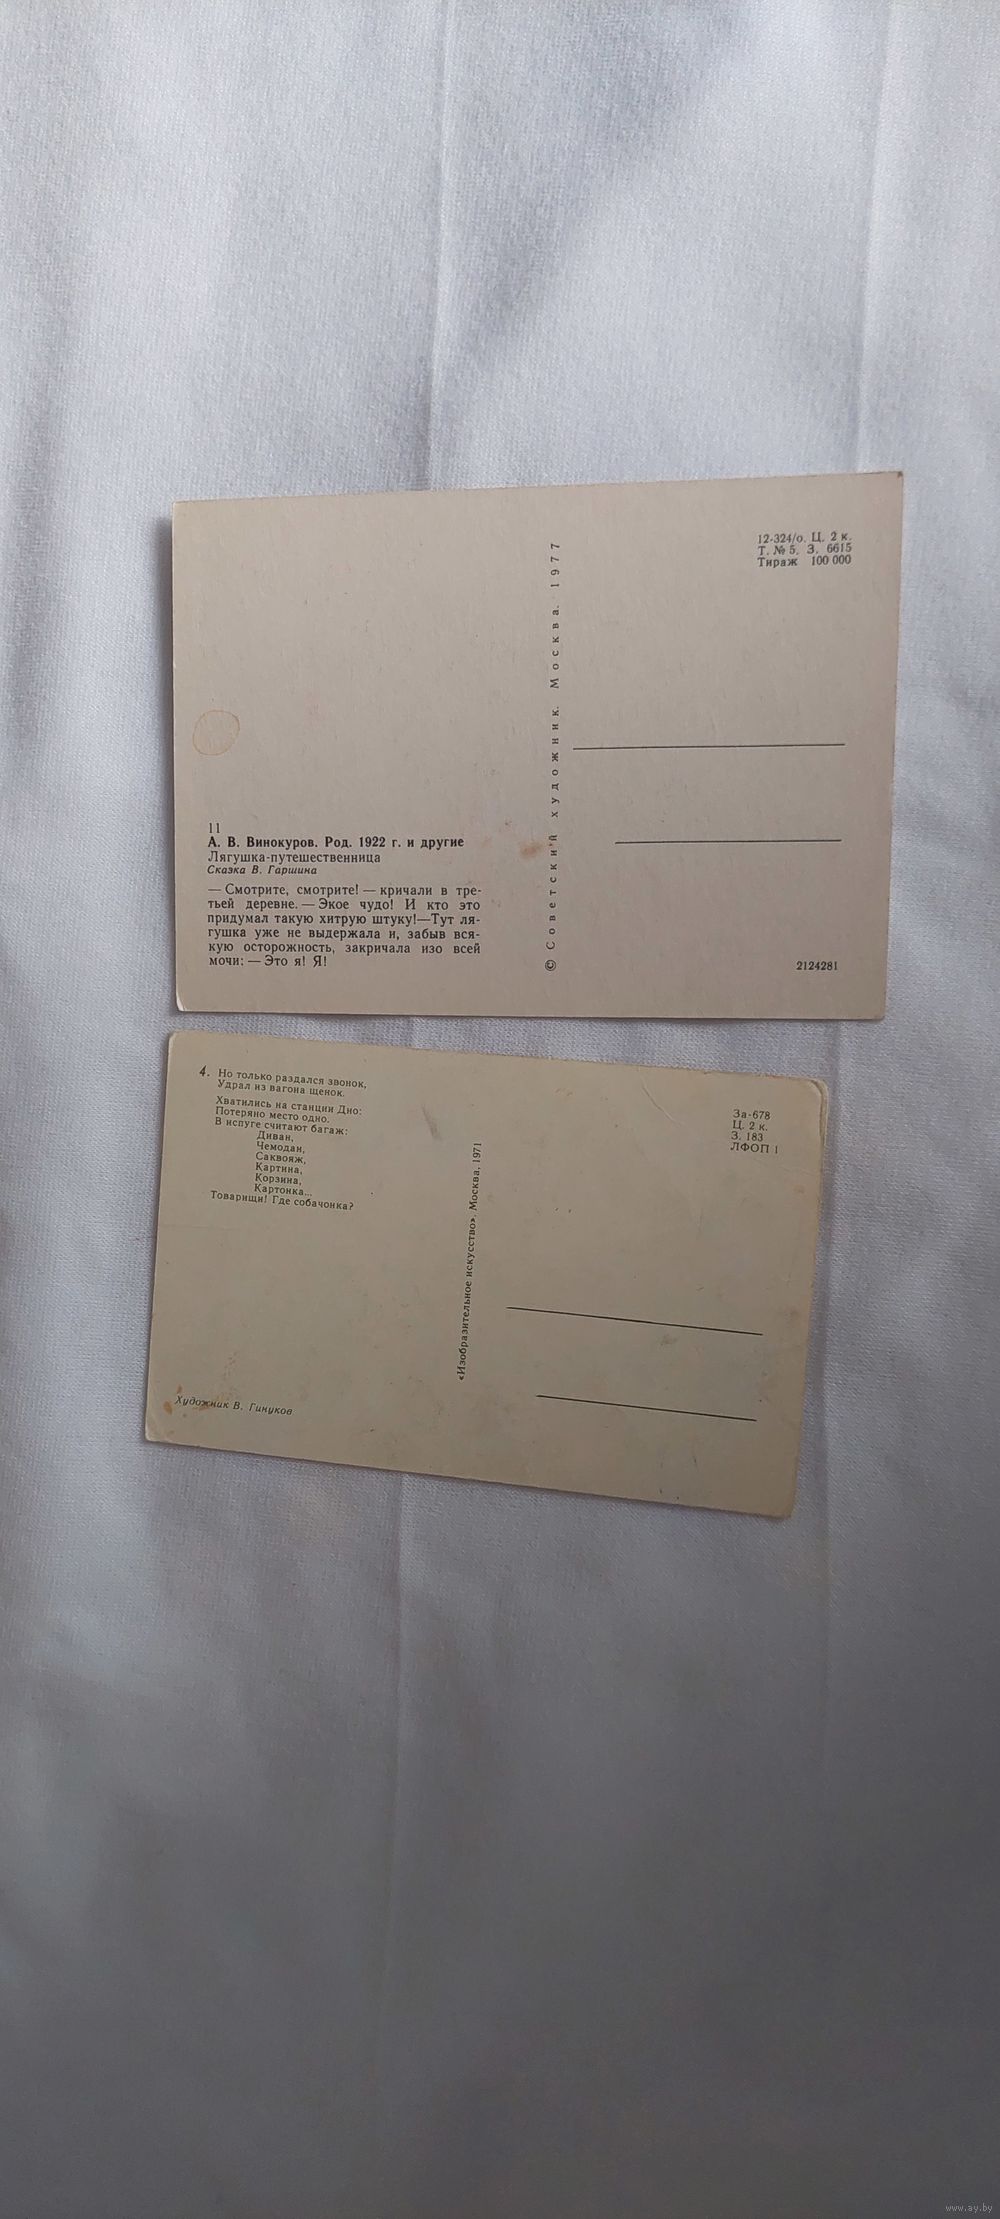 12-324/о. Ц. 2 к.
Т. № 5. З. 6615
Тираж 100 000
© Советский художник. Москва. 1977
11
А. В. Винокуров. Род. 1922 г. и другие
Лягушка-путешественница
Сказка В. Гаршина
— Смотрите, смотрите! — кричали в тре-
тьей деревне. — Экое чудо! И кто это
придумал такую хитрую штуку!—Тут ля-
гушка уже не выдержала и, забыв вся-
кую осторожность, закричала изо всей
мочи: — Это я! Я!
2124281
4. Но только раздался звонок,
Удрал из вагона щенок.
Хватились на станции Дно:
Потеряно место одно.
В испуге считают багаж:
Диван,
Чемодан,
Саквояж,
Картина,
Корзина,
Картонка...
Товарищи! Где собачонка?
За-678
Ц. 2 к.
З. 183
ЛФОП 1
«Изобразительное искусство». Москва. 1971
Художник В. Гинуков
www.ay.by